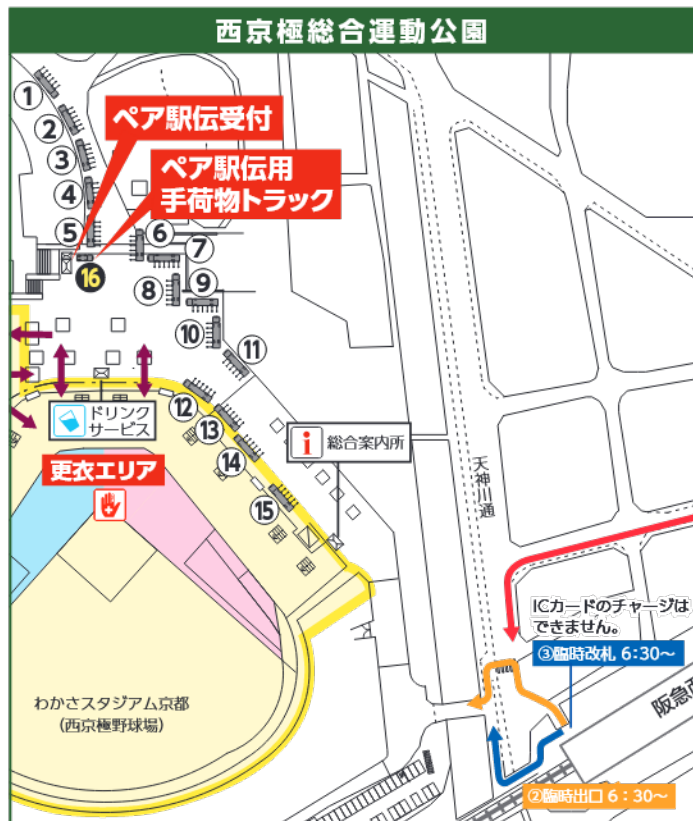 西京極総合運動公園
①
②
ペア駅伝受付
③
ペア駅伝用
手荷物トラック
④
⑤
⑥
⑦
16
⑧
⑨
⑩
⑪
ドリンク
サービス
⑫
⑬
⑭
⑮
i 総合案内所
更衣エリア
天神川通
ICカードのチャージは
できません。
③臨時改札 6:30～
わかさスタジアム京都
(西京極野球場)
阪急
②臨時出口 6：30～